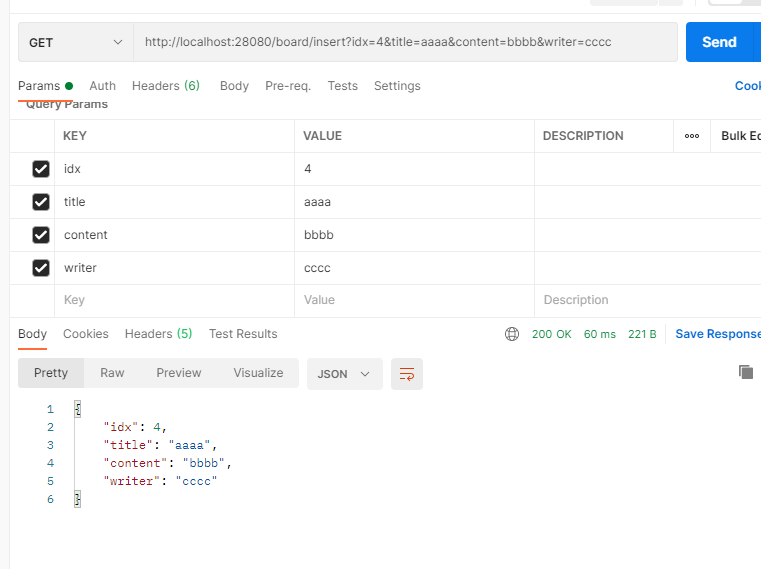 GET http://localhost:28080/board/insert?idx=4&title=aaaa&content=bbbb&writer=cccc Send
Params Auth Headers (6) Body Pre-req. Tests Settings
Query Params
KEY VALUE DESCRIPTION ooo
idx 4
title aaaa
content bbbb
writer cccc
Key Value Description
Body Cookies Headers (5) Test Results 200 OK 60 ms 221 B Save Response
Pretty Raw Preview Visualize JSON
1 {
2 "idx": 4,
3 "title": "aaaa",
4 "content": "bbbb",
5 "writer": "cccc"
6 }